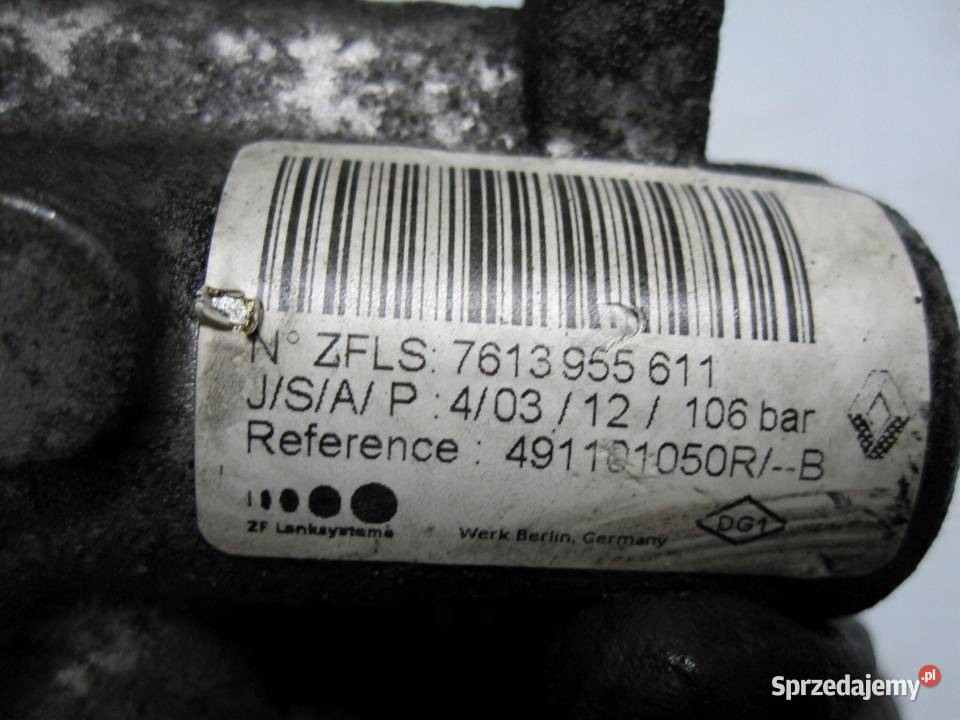 N° ZFLS: 7613 955 611
J/S/A/ P : 4/03 /12 / 106 bar
Reference : 491101050R/--B
ZF Lenksysteme
Werk Berlin, Germany
DG1
Sprzedajemy.pl